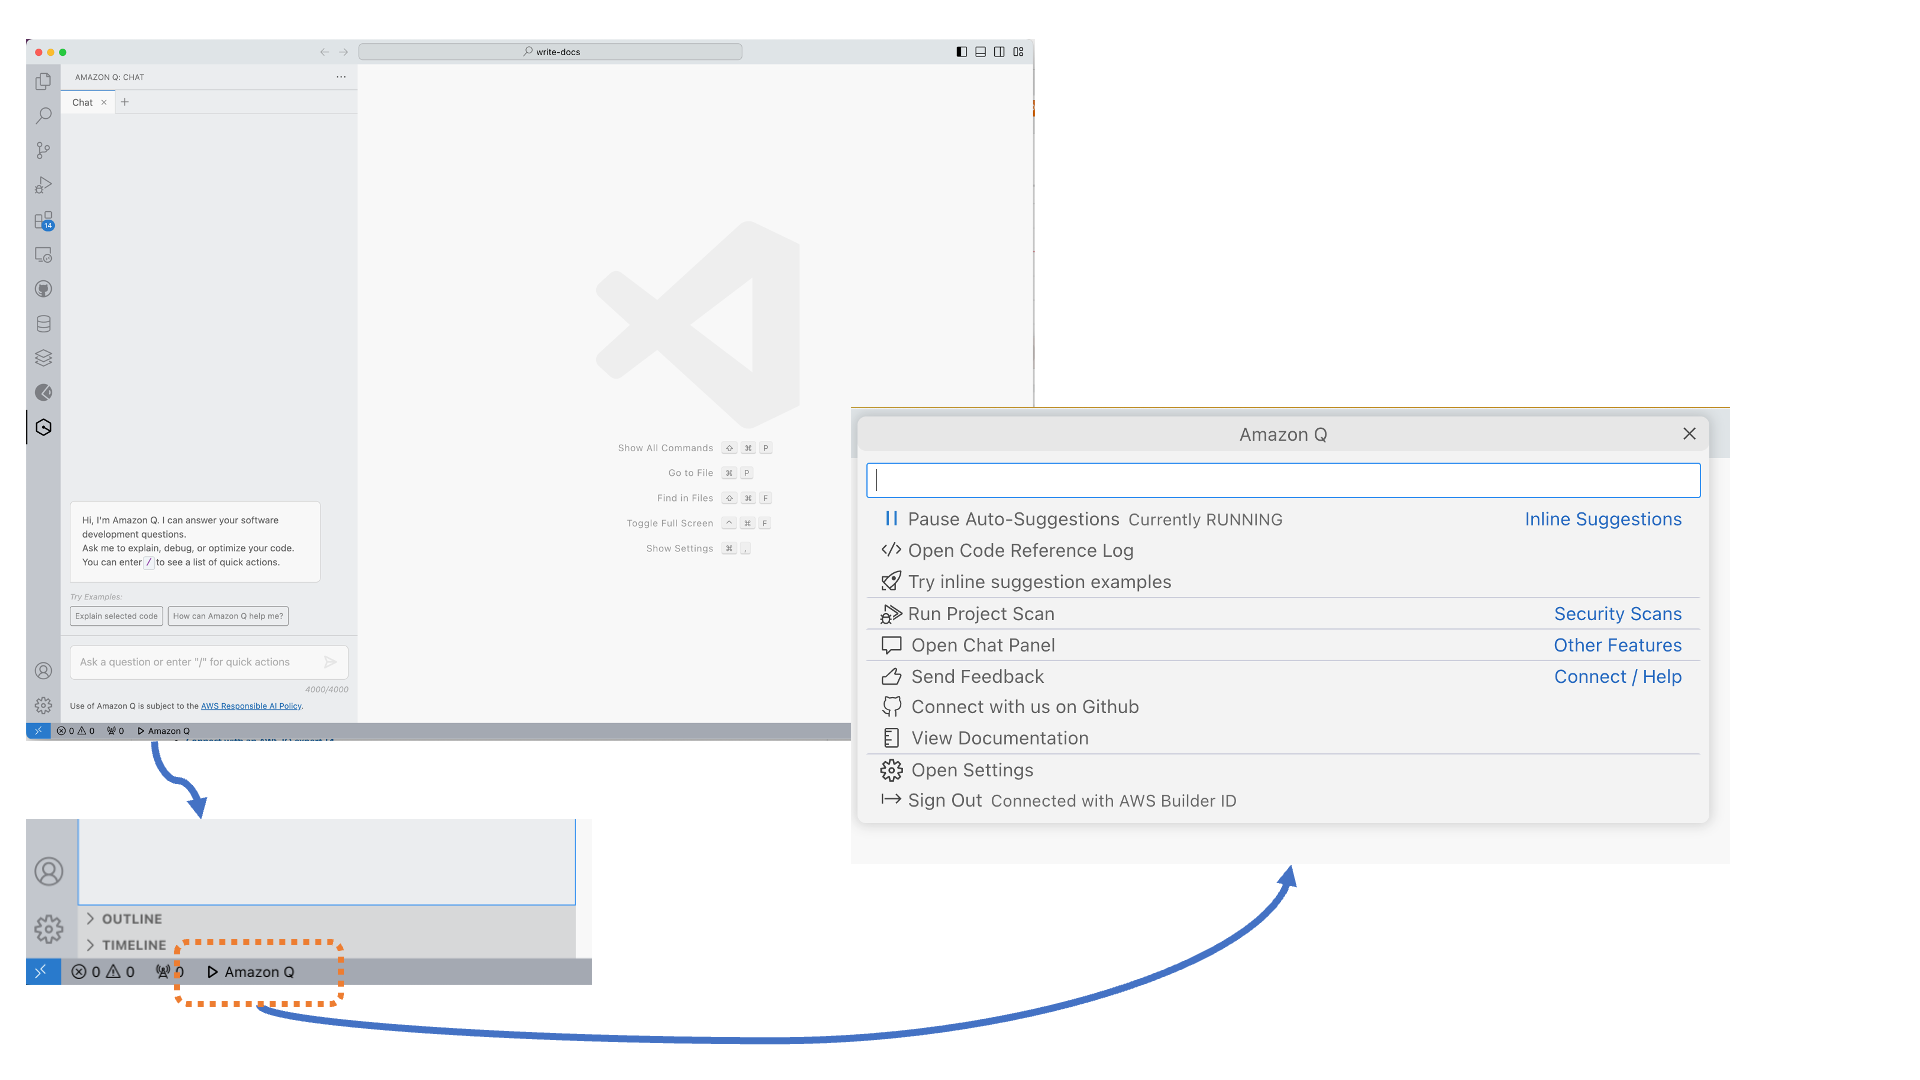 write-docs
AMAZON Q: CHAT
Chat
14
Show All Commands ⇧ ⌘ P
Go to File ⌘ P
Find in Files ⇧ ⌘ F
Toggle Full Screen ^ ⌘ F
Show Settings ⌘ ,
Hi, I'm Amazon Q. I can answer your software
development questions.
Ask me to explain, debug, or optimize your code.
You can enter / to see a list of quick actions.
Try Examples:
Explain selected code How can Amazon Q help me?
Ask a question or enter "/" for quick actions
4000/4000
Use of Amazon Q is subject to the AWS Responsible AI Policy.
0 0 0 Amazon Q
Amazon Q
Pause Auto-Suggestions Currently RUNNING Inline Suggestions
Open Code Reference Log
Try inline suggestion examples
Run Project Scan Security Scans
Open Chat Panel Other Features
Send Feedback Connect / Help
Connect with us on Github
View Documentation
Open Settings
Sign Out Connected with AWS Builder ID
OUTLINE
TIMELINE
0 0 0 Amazon Q